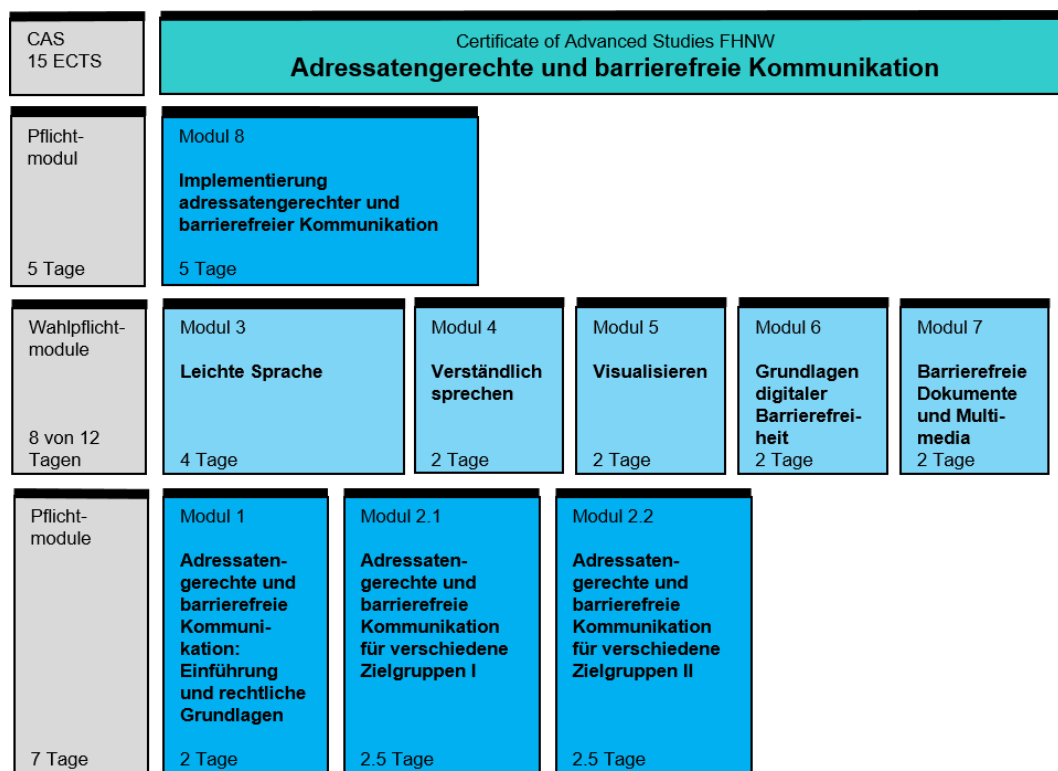 CAS
15 ECTS
Certificate of Advanced Studies FHNW
Adressatengerechte und barrierefreie Kommunikation
Pflicht-
modul
5 Tage
Modul 8
Implementierung
adressatengerechter und
barrierefreier Kommunikation
5 Tage
Wahlpflicht-
module
8 von 12
Tagen
Modul 3
Leichte Sprache
4 Tage
Modul 4
Verständlich
sprechen
2 Tage
Modul 5
Visualisieren
2 Tage
Modul 6
Grundlagen
digitaler
Barrierefrei-
heit
2 Tage
Modul 7
Barrierefreie
Dokumente
und Multi-
media
2 Tage
Pflicht-
module
7 Tage
Modul 1
Adressaten-
gerechte und
barrierefreie
Kommuni-
kation:
Einführung
und rechtliche
Grundlagen
2 Tage
Modul 2.1
Adressaten-
gerechte und
barrierefreie
Kommunikation
für verschiedene
Zielgruppen I
2.5 Tage
Modul 2.2
Adressaten-
gerechte und
barrierefreie
Kommunikation
für verschiedene
Zielgruppen II
2.5 Tage